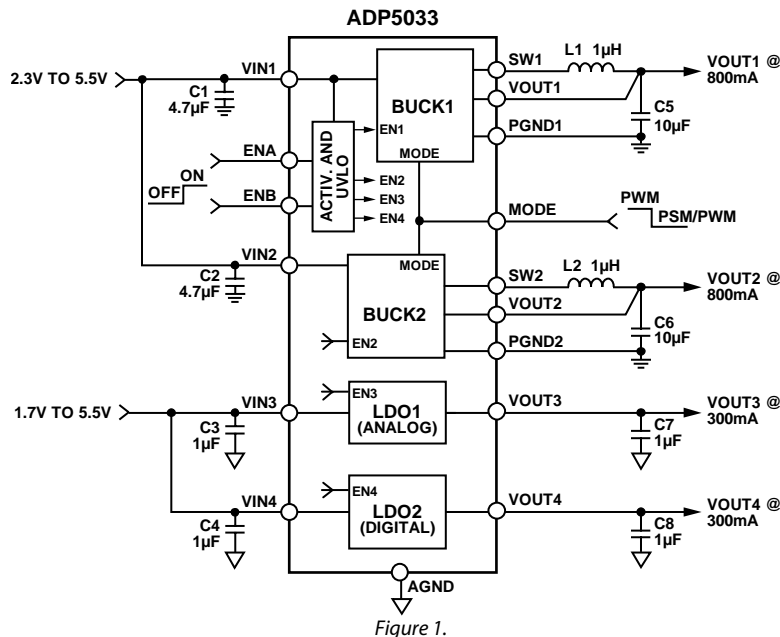 ADP5033
2.3V TO 5.5V
VIN1
C1
4.7µF
BUCK1
MODE
SW1
L1 1µH
VOUT1 @
800mA
VOUT1
C5
10µF
PGND1
ACTIV. AND
UVLO
EN1
EN2
EN3
EN4
ENA
ENB
OFF
ON
MODE
PWM
PSM/PWM
VIN2
C2
4.7µF
MODE
BUCK2
EN2
SW2
L2 1µH
VOUT2 @
800mA
VOUT2
C6
10µF
PGND2
1.7V TO 5.5V
VIN3
C3
1µF
EN3
LDO1
(ANALOG)
VOUT3
C7
1µF
VOUT3 @
300mA
VIN4
C4
1µF
EN4
LDO2
(DIGITAL)
VOUT4
C8
1µF
VOUT4 @
300mA
AGND
Figure 1.